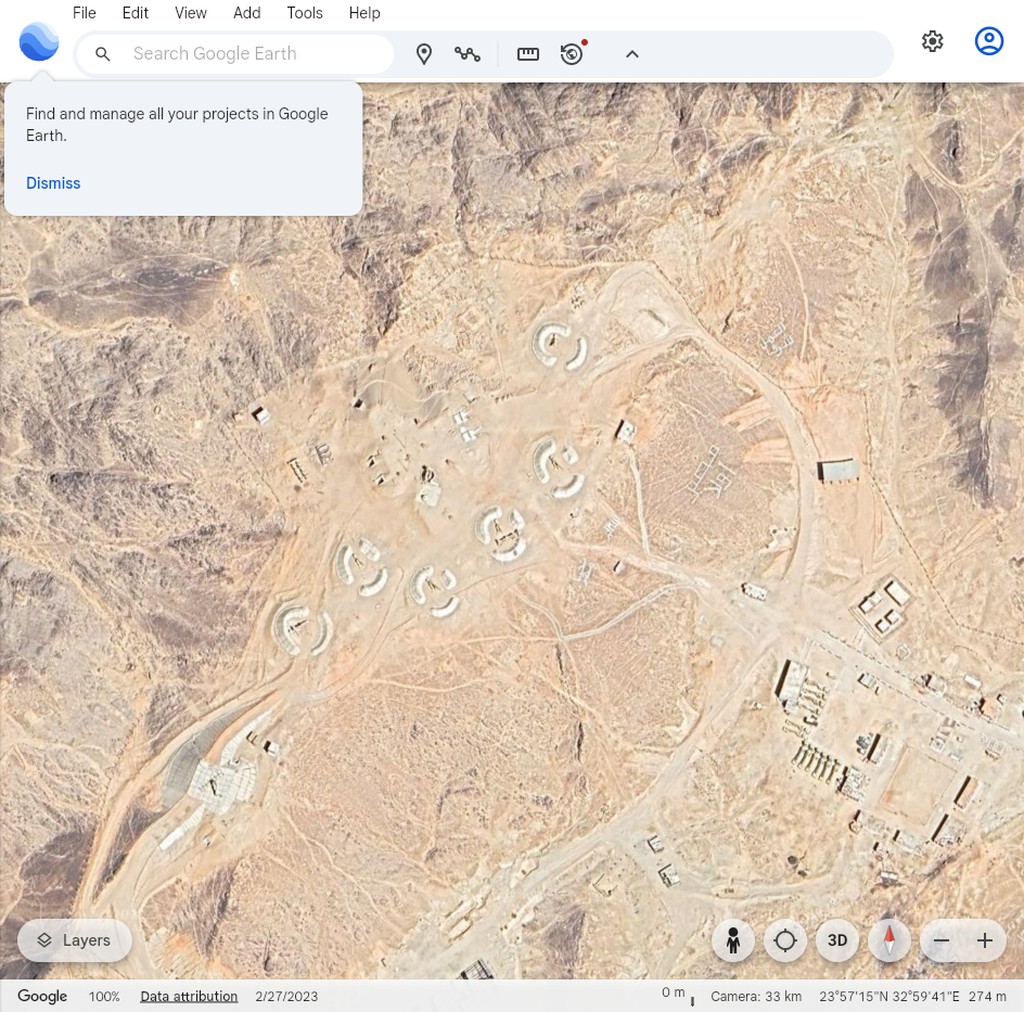 File Edit View Add Tools Help
Search Google Earth
Find and manage all your projects in Google
Earth.
Dismiss
Layers
3D
Google 100% Data attribution 2/27/2023 0 m Camera: 33 km 23°57'15"N 32°59'41"E 274 m